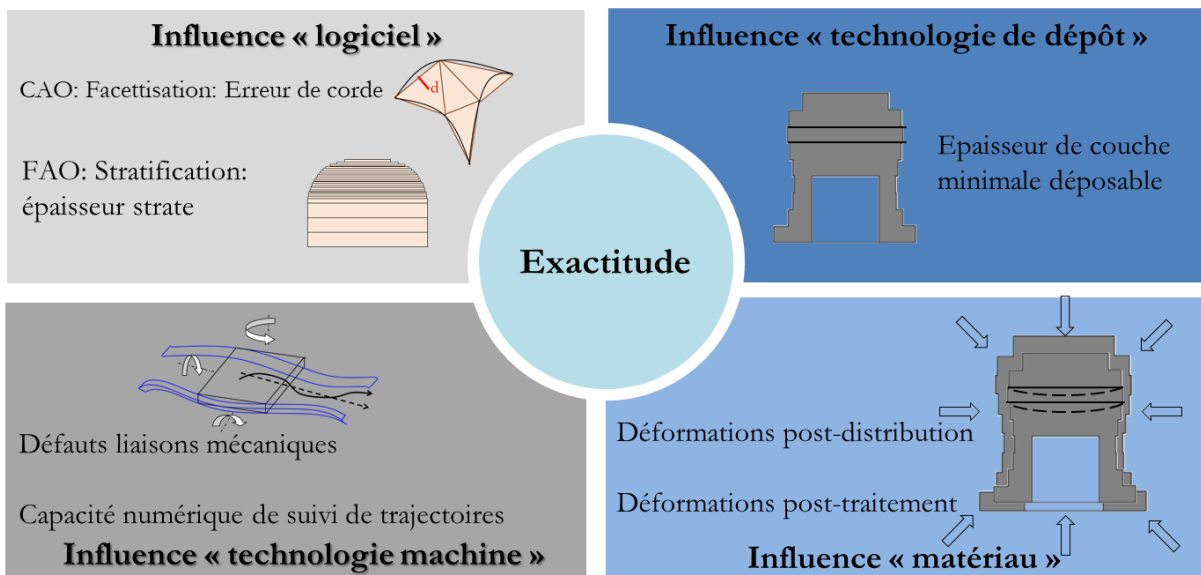 Influence « logiciel »
CAO: Facettisation: Erreur de corde
d
FAO: Stratification:
épaisseur strate
Influence « technologie de dépôt »
Epaisseur de couche
minimale déposable
Exactitude
Défauts liaisons mécaniques
Capacité numérique de suivi de trajectoires
Influence « technologie machine »
Déformations post-distribution
Déformations post-traitement
Influence « matériau »